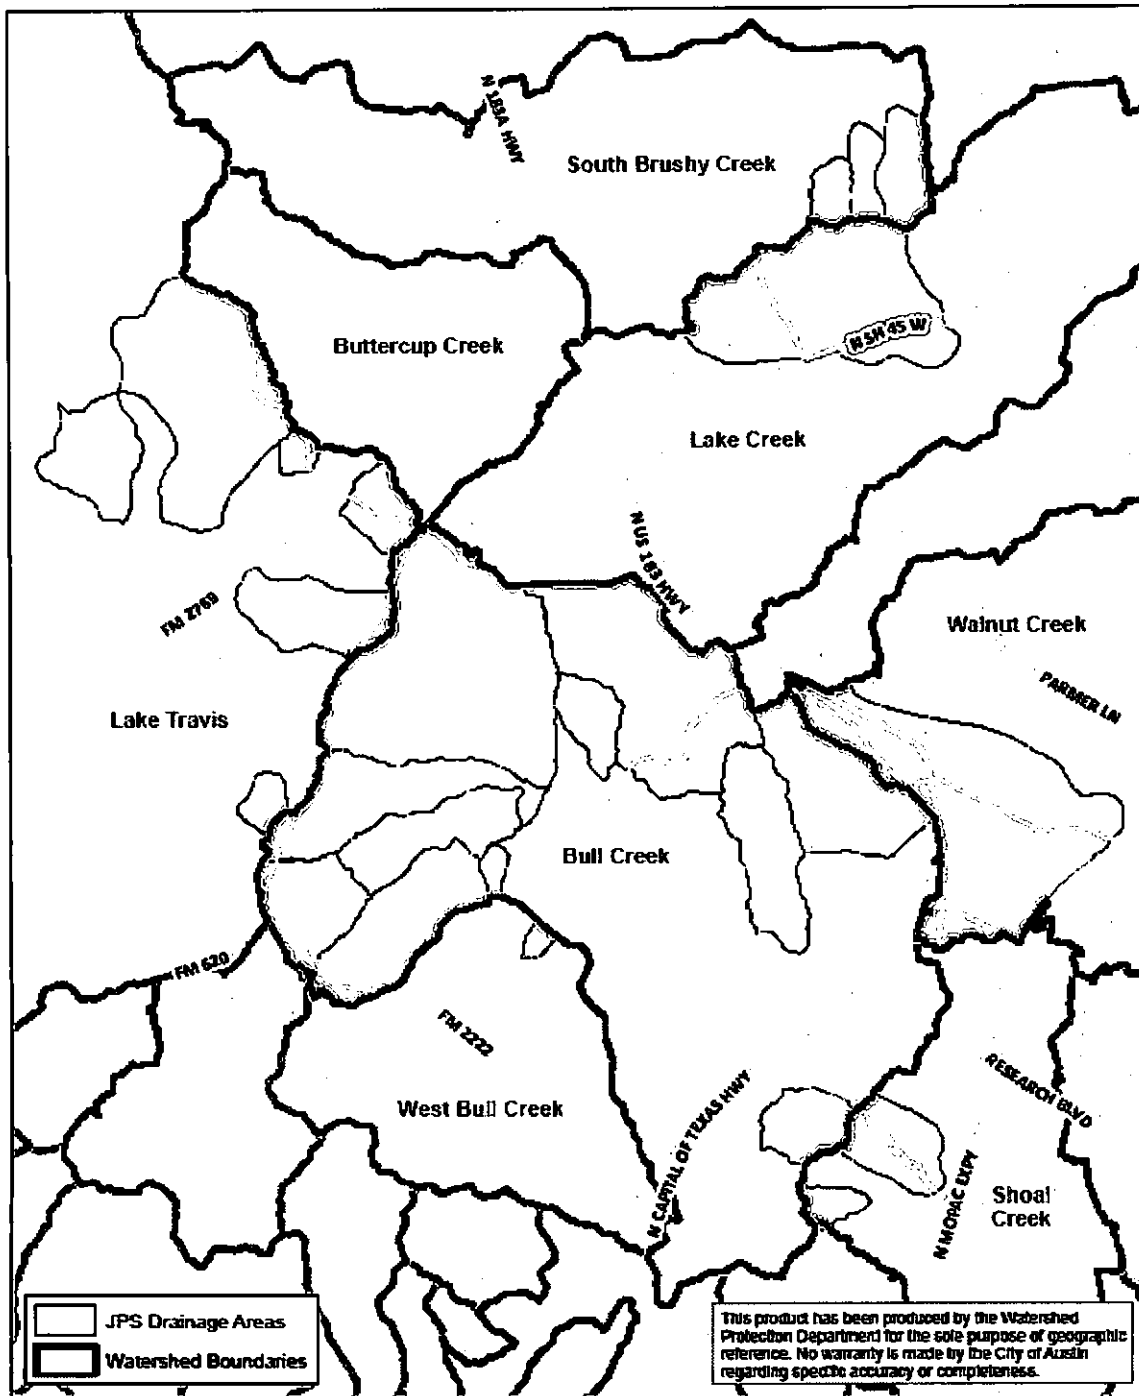 N 183A HWY
South Brushy Creek
Buttercup Creek
N SH 45 W
Lake Creek
N US 183 HWY
FM 2769
Walnut Creek
PARMER LN
Lake Travis
Bull Creek
FM 620
FM 2222
West Bull Creek
N CAPITAL OF TEXAS HWY
RESEARCH BLVD
N MOPAC EXPY
Shoal
Creek
JPS Drainage Areas
Watershed Boundaries
This product has been produced by the Watershed
Protection Department for the sole purpose of geographic
reference. No warranty is made by the City of Austin
regarding specific accuracy or completeness.